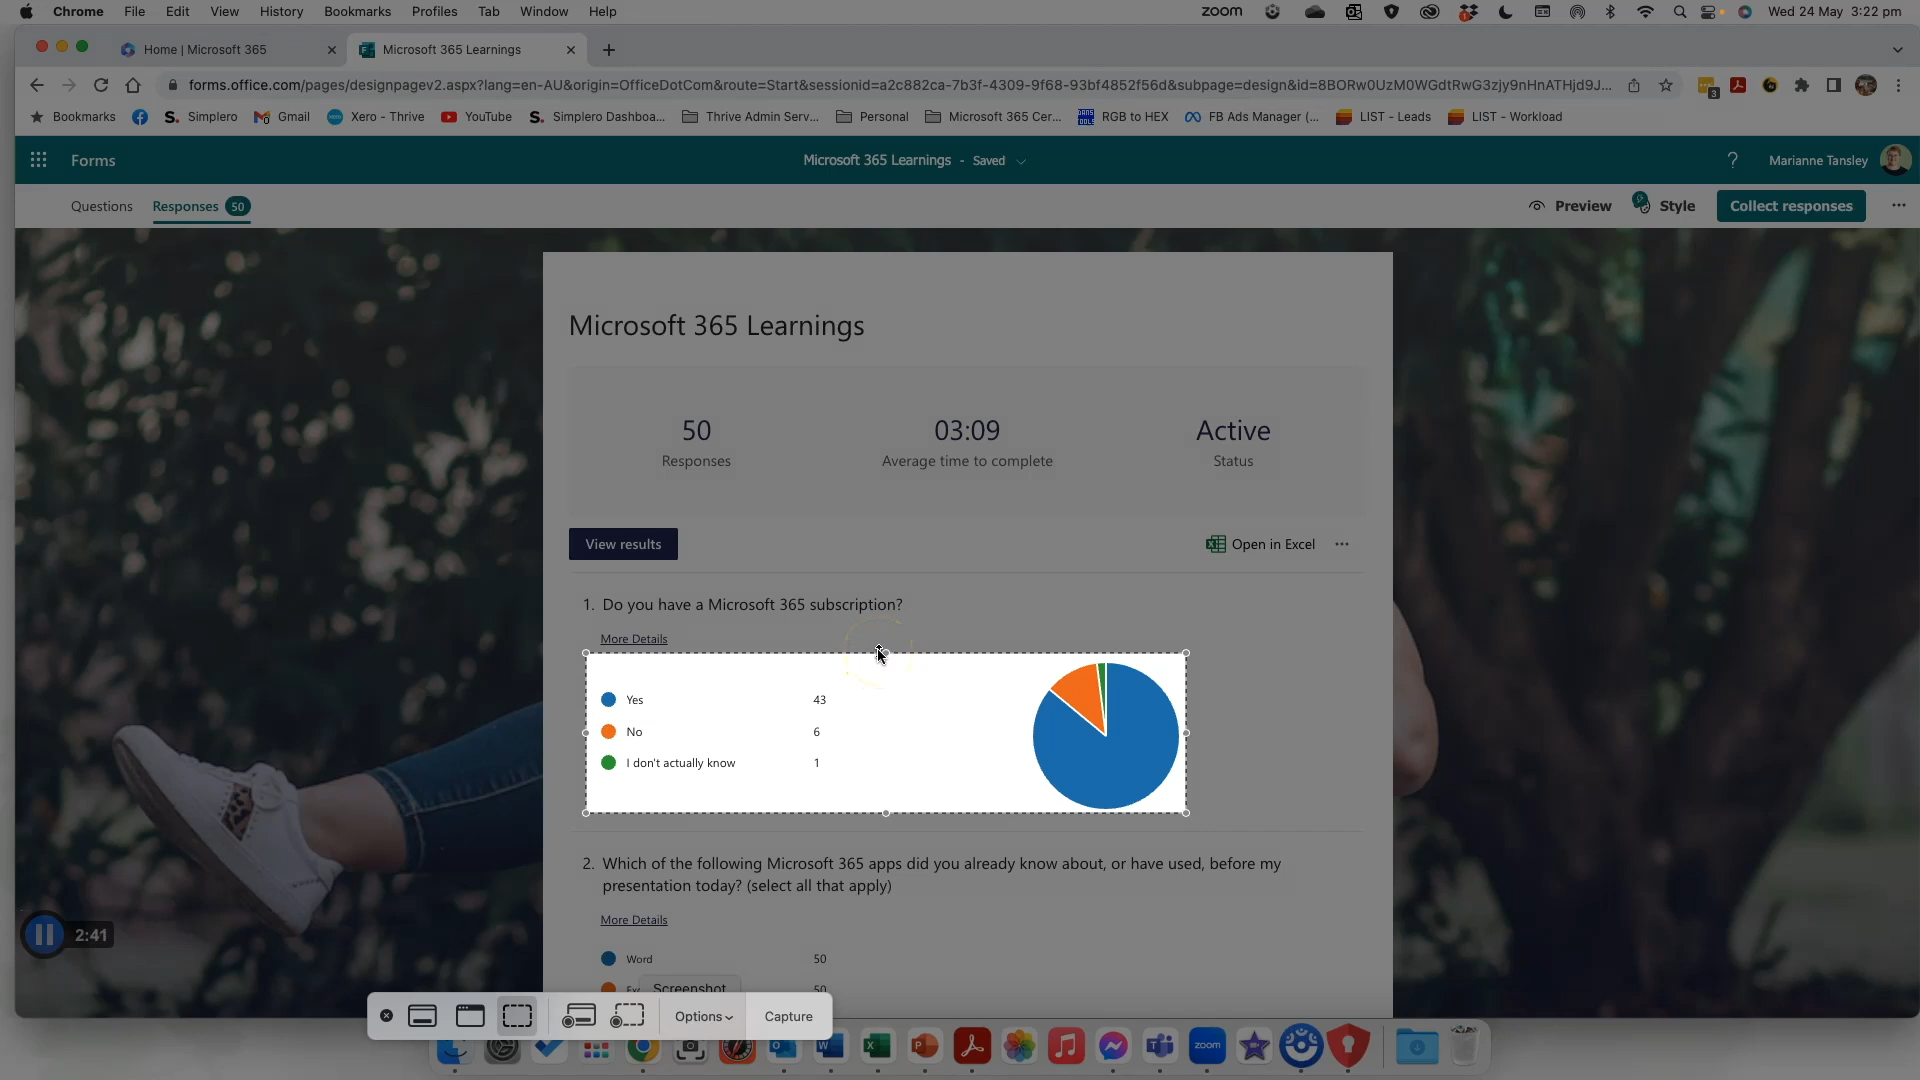 Chrome File Edit View History Bookmarks Profiles Tab Window Help zoom Wed 24 May 3:22 pm
Home | Microsoft 365 Microsoft 365 Learnings
forms.office.com/pages/designpagev2.aspx?lang=en-AU&origin=OfficeDotCom&route=Start&sessionid=a2c882ca-7b3f-4309-9f68-93bf4852f56d&subpage=design&id=8BORw0UzM0WGdtRwG3zjy9nHnATHjd9J... 3
Bookmarks Simplero Gmail Xero - Thrive YouTube Simplero Dashboa... Thrive Admin Serv... Personal Microsoft 365 Cer... RGB to HEX FB Ads Manager (... LIST - Leads LIST - Workload
Forms Microsoft 365 Learnings - Saved ? Marianne Tansley
Questions Responses 50 Preview Style Collect responses
Microsoft 365 Learnings
50 03:09 Active
Responses Average time to complete Status
View results Open in Excel
1. Do you have a Microsoft 365 subscription?
More Details
Yes 43
No 6
I don't actually know 1
2. Which of the following Microsoft 365 apps did you already know about, or have used, before my
presentation today? (select all that apply)
More Details
2:41
Word 50
Screenshot 50
Options Capture
zoom